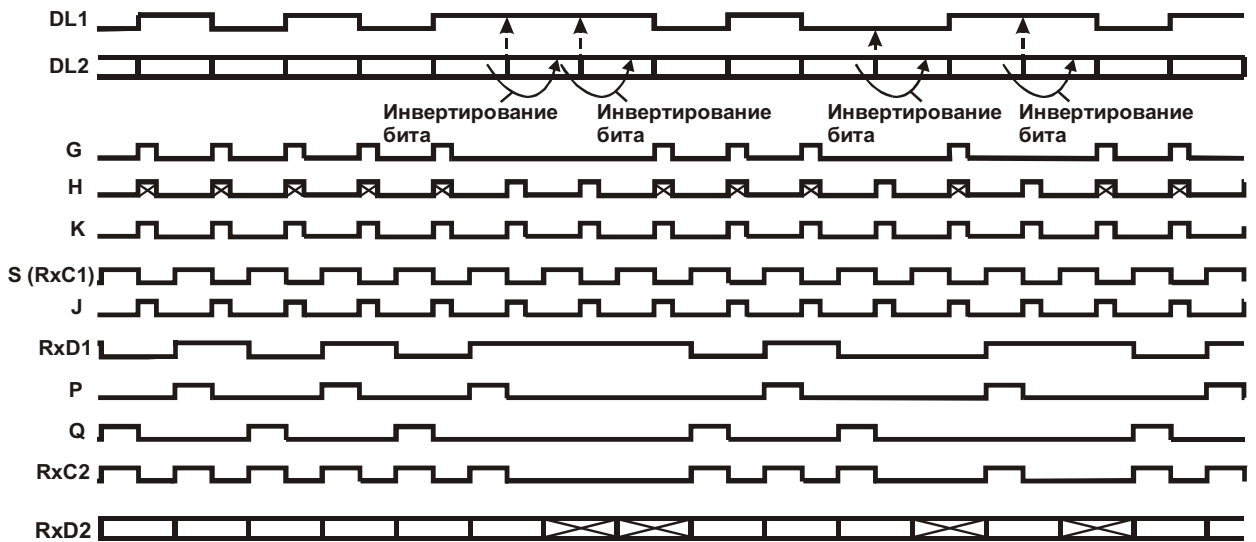 DL1
DL2
Инвертирование
бита
Инвертирование
бита
Инвертирование
бита
Инвертирование
бита
G
H
K
S (RxC1)
J
RxD1
P
Q
RxC2
RxD2